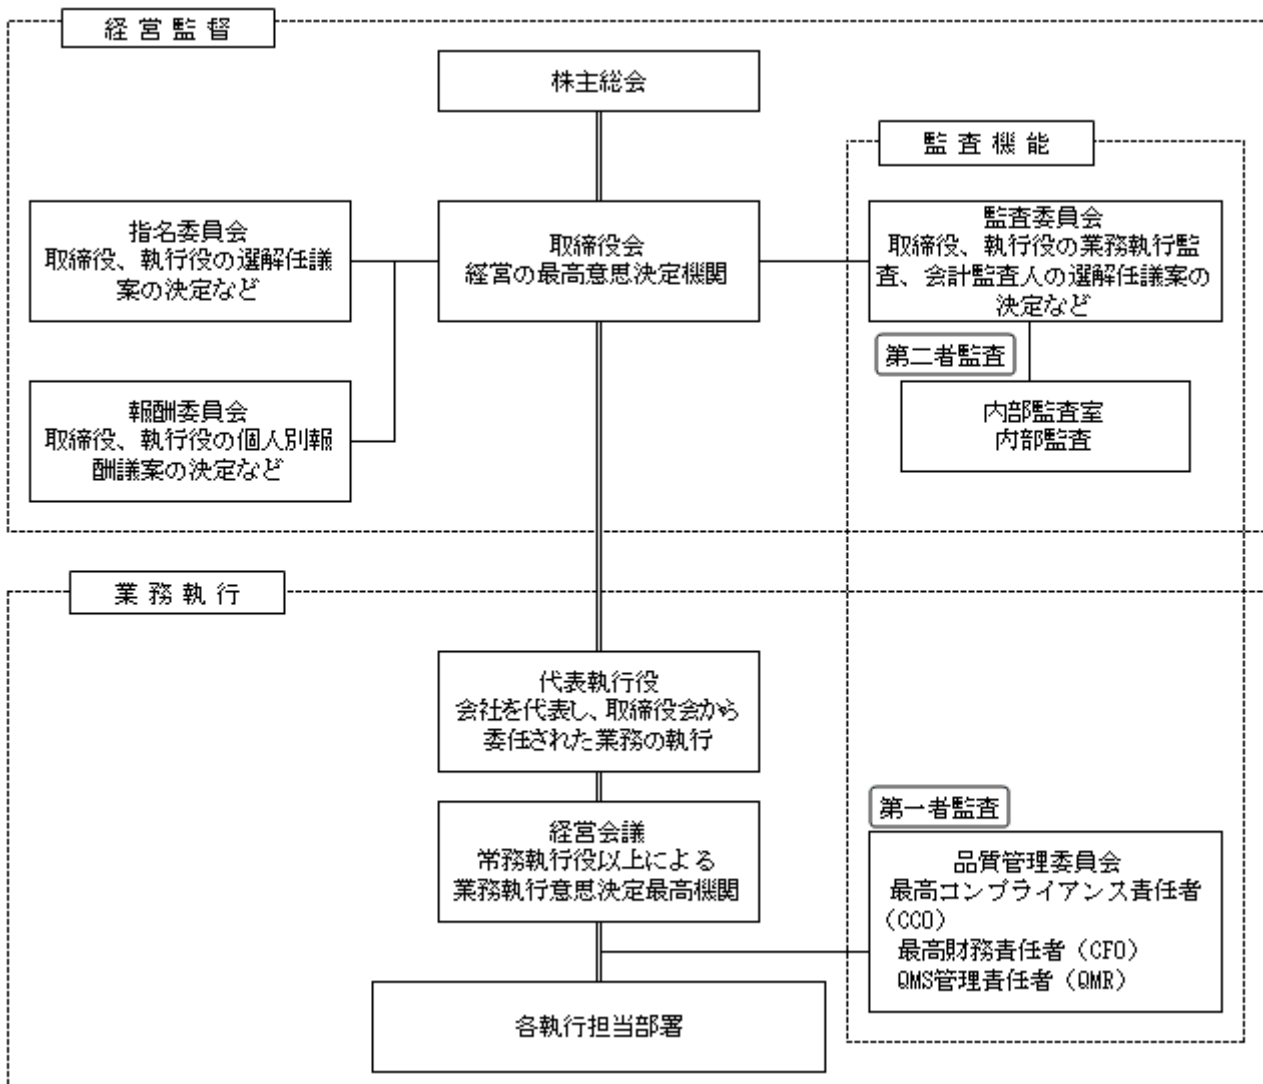 経営監督
株主総会
監査機能
指名委員会
取締役、執行役の選解任議
案の決定など
取締役会
経営の最高意思決定機関
監査委員会
取締役、執行役の業務執行監
査、会計監査人の選解任議案の
決定など
第二者監査
報酬委員会
取締役、執行役の個人別報
酬議案の決定など
内部監査室
内部監査
業務執行
代表執行役
会社を代表し、取締役会から
委任された業務の執行
経営会議
常務執行役以上による
業務執行意思決定最高機関
第一者監査
品質管理委員会
最高コンプライアンス責任者
(CCO)
最高財務責任者(CFO)
QMS管理責任者(QMR)
各執行担当部署